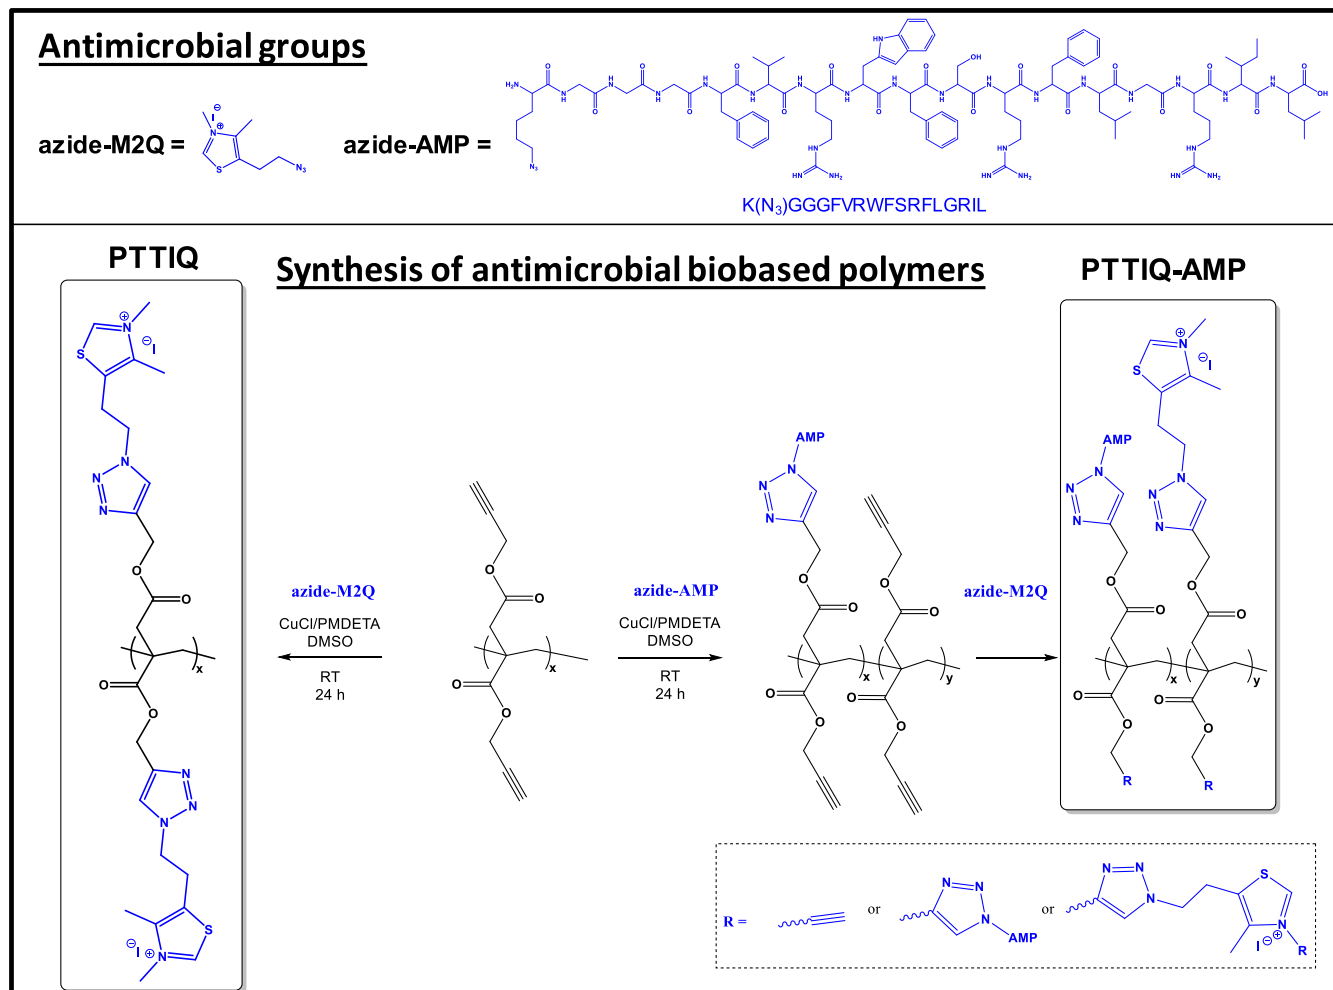 Antimicrobial groups
azide-M2Q =
azide-AMP =
K(N₃)GGGFVRWFSRFLGRIL
PTTIQ
Synthesis of antimicrobial biobased polymers
PTTIQ-AMP
azide-M2Q
CuCl/PMDETA
DMSO
RT
24 h
azide-AMP
CuCl/PMDETA
DMSO
RT
24 h
azide-M2Q
AMP
AMP
R =
or
AMP
or
R
R
R